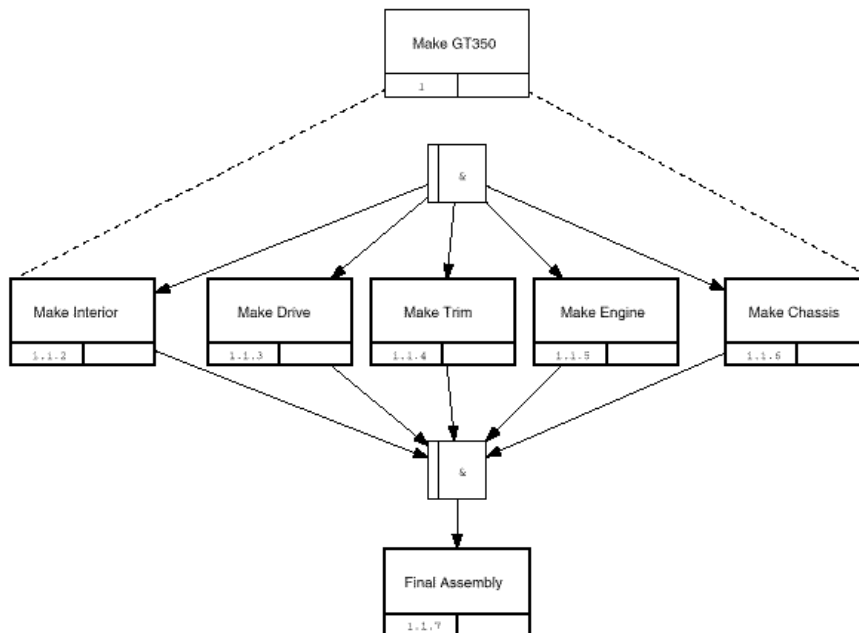 Make GT350
1
&
Make Interior Make Drive Make Trim Make Engine Make Chassis
1.1.2 1.1.3 1.1.4 1.1.5 1.1.6
&
Final Assembly
1.1.7